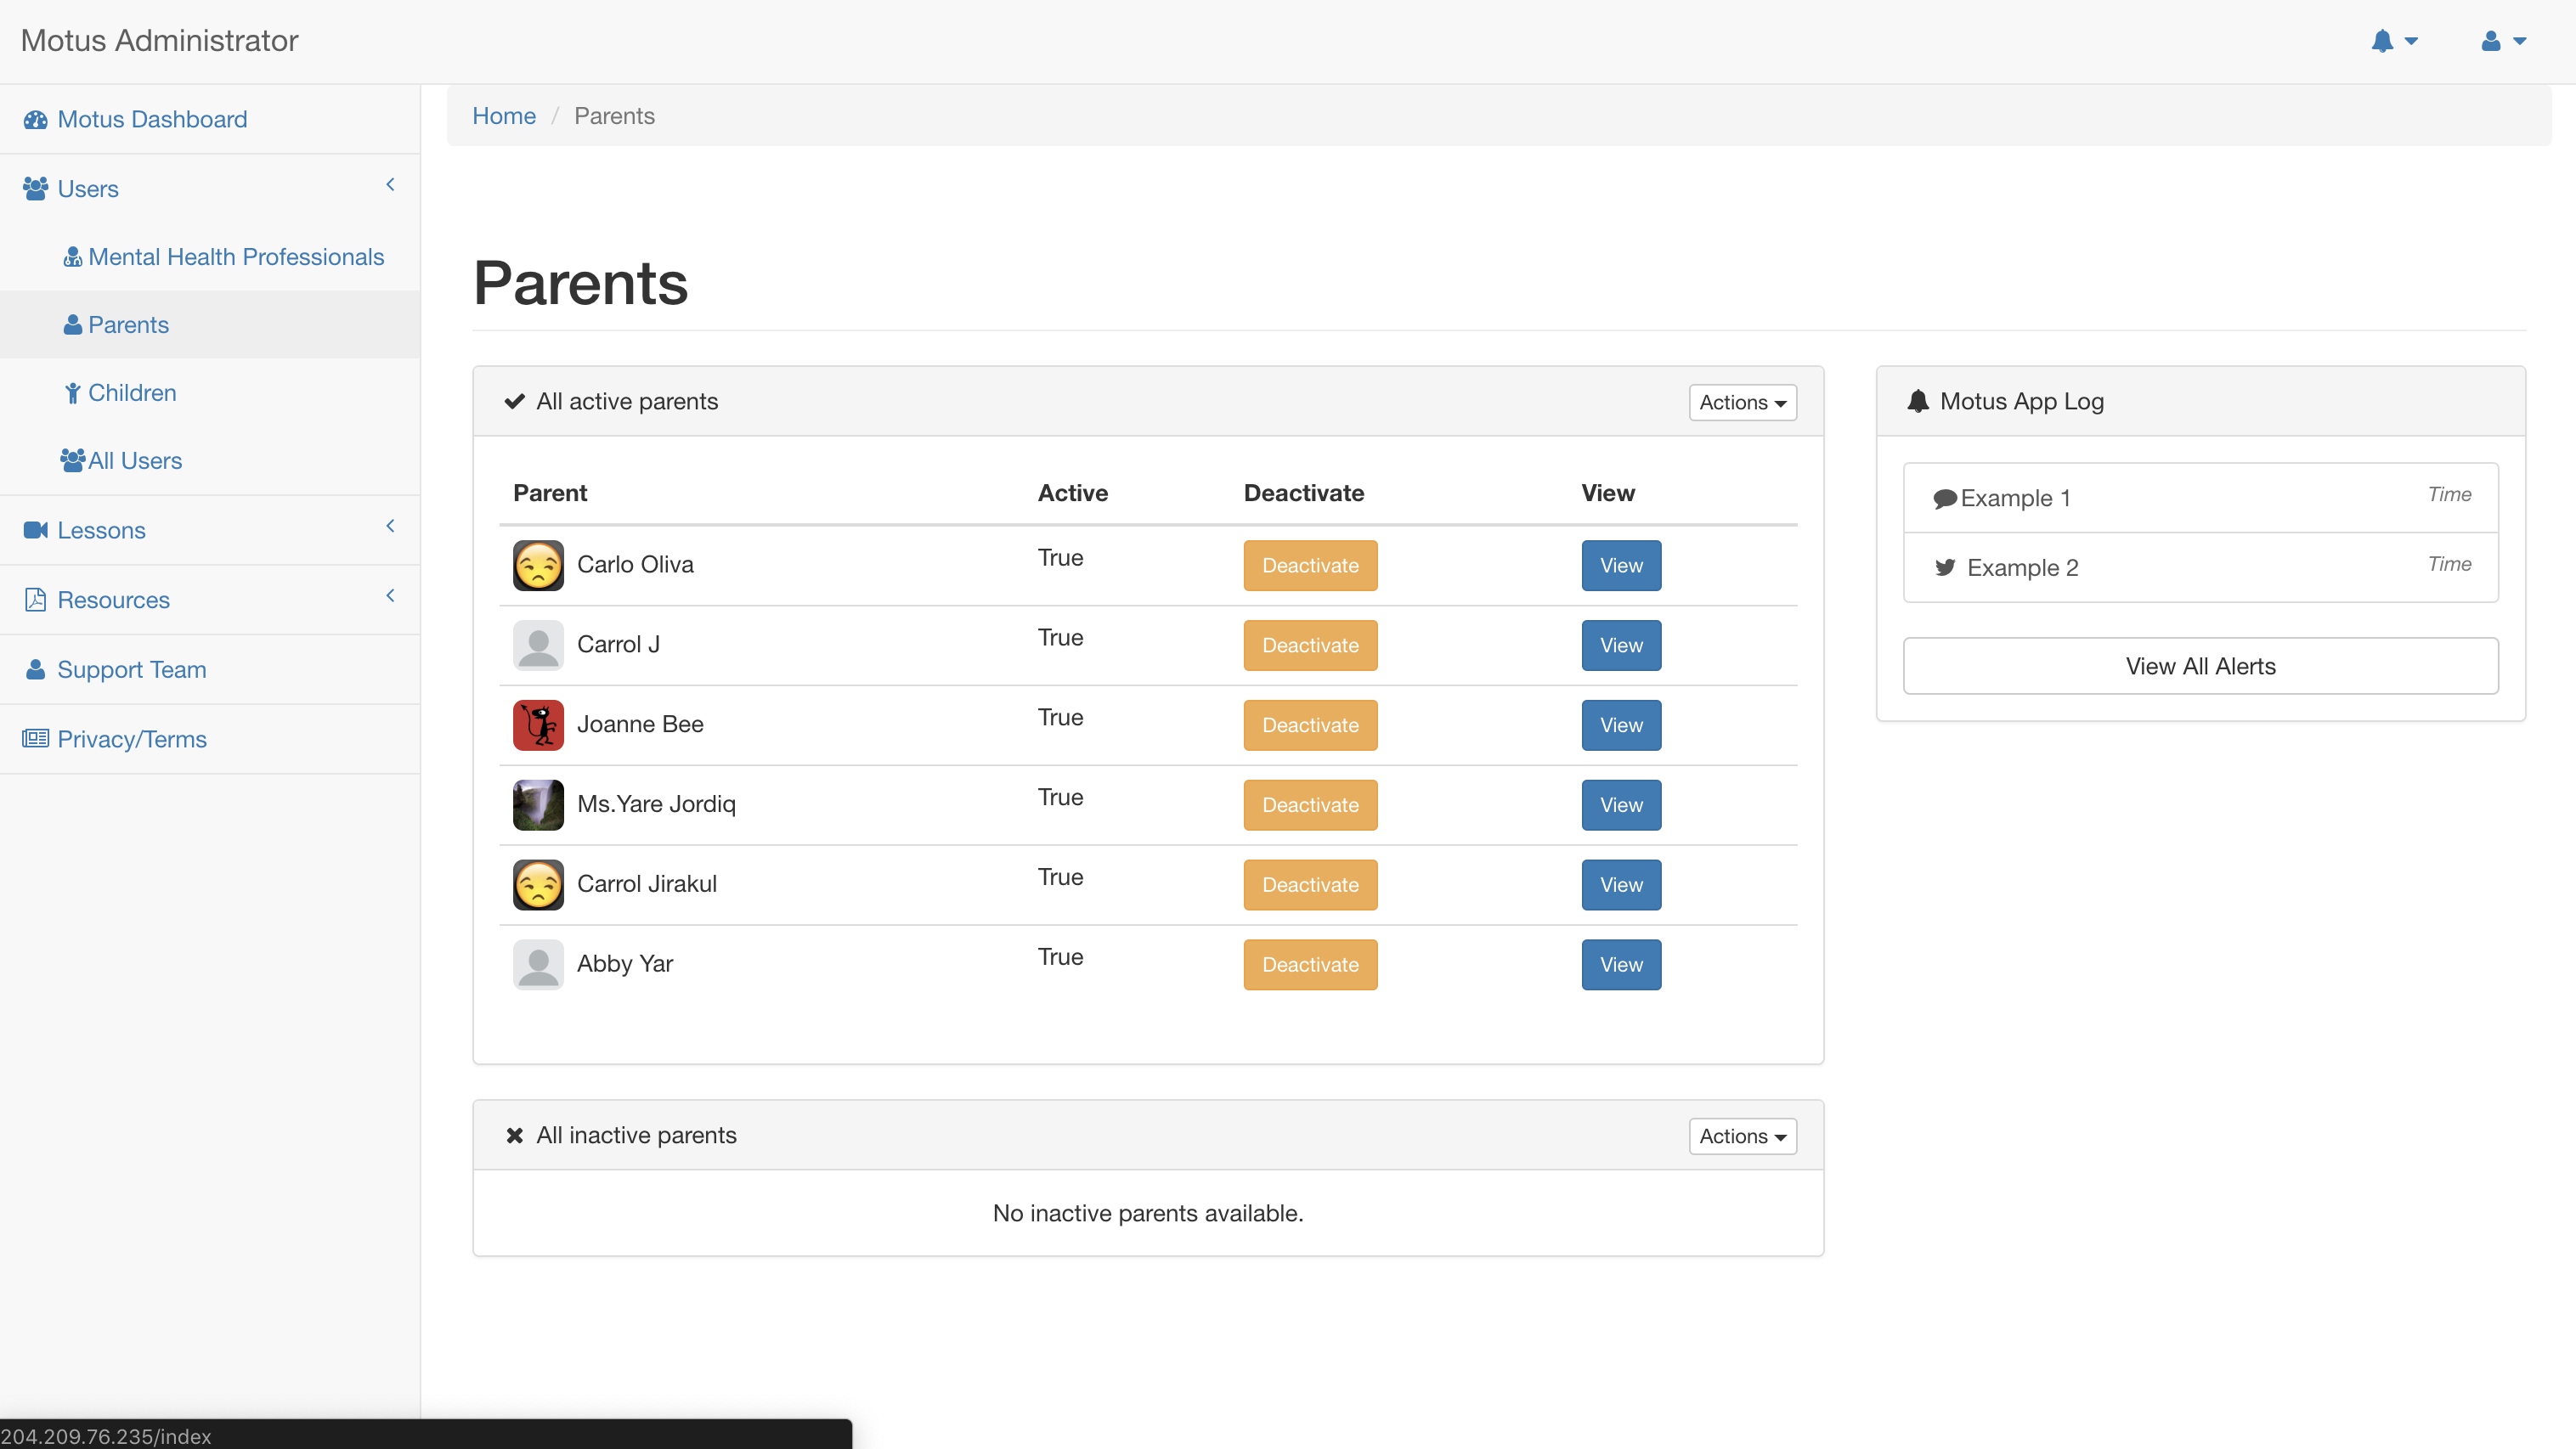 Motus Administrator
Motus Dashboard
Users
Mental Health Professionals
Parents
Children
All Users
Lessons
Resources
Support Team
Privacy/Terms
Home / Parents
Parents
All active parents Actions
Parent Active Deactivate View
Carlo Oliva True Deactivate View
Carrol J True Deactivate View
Joanne Bee True Deactivate View
Ms.Yare Jordiq True Deactivate View
Carrol Jirakul True Deactivate View
Abby Yar True Deactivate View
All inactive parents Actions
No inactive parents available.
Motus App Log
Example 1 Time
Example 2 Time
View All Alerts
204.209.76.235/index